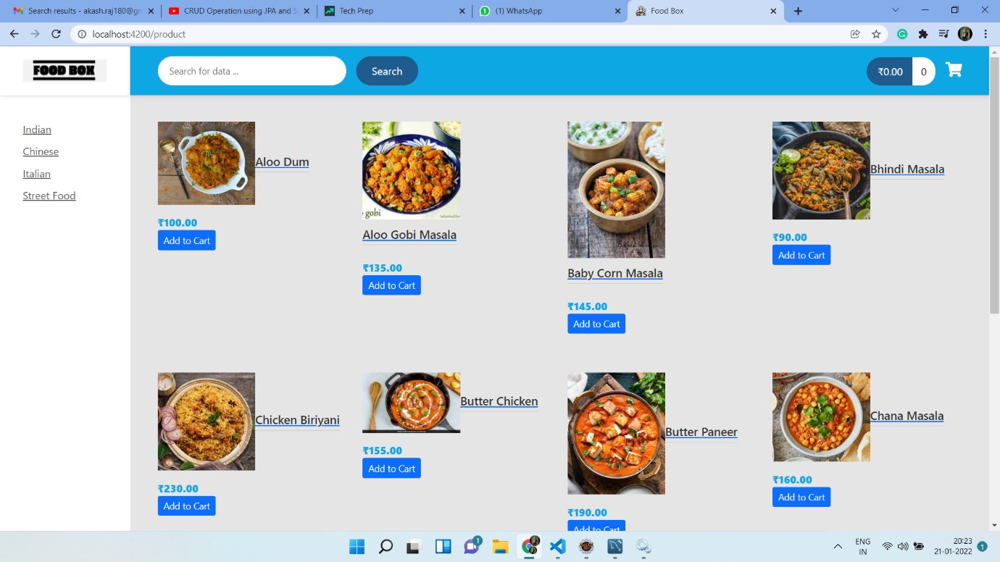 Search results - akash.raj180@gm
CRUD Operation using JPA and S
Tech Prep
(1) WhatsApp
Food Box
localhost:4200/product
FOOD BOX
Search for data ...
Search
₹0.00
0
Indian
Chinese
Italian
Street Food
Aloo Dum
₹100.00
Add to Cart
gobi
Aloo Gobi Masala
₹135.00
Add to Cart
Baby Corn Masala
₹145.00
Add to Cart
Bhindi Masala
₹90.00
Add to Cart
Chicken Biriyani
₹230.00
Add to Cart
Butter Chicken
₹155.00
Add to Cart
Butter Paneer
₹190.00
Add to Cart
Chana Masala
₹160.00
Add to Cart
1
ENG
IN
20:23
21-01-2022
1